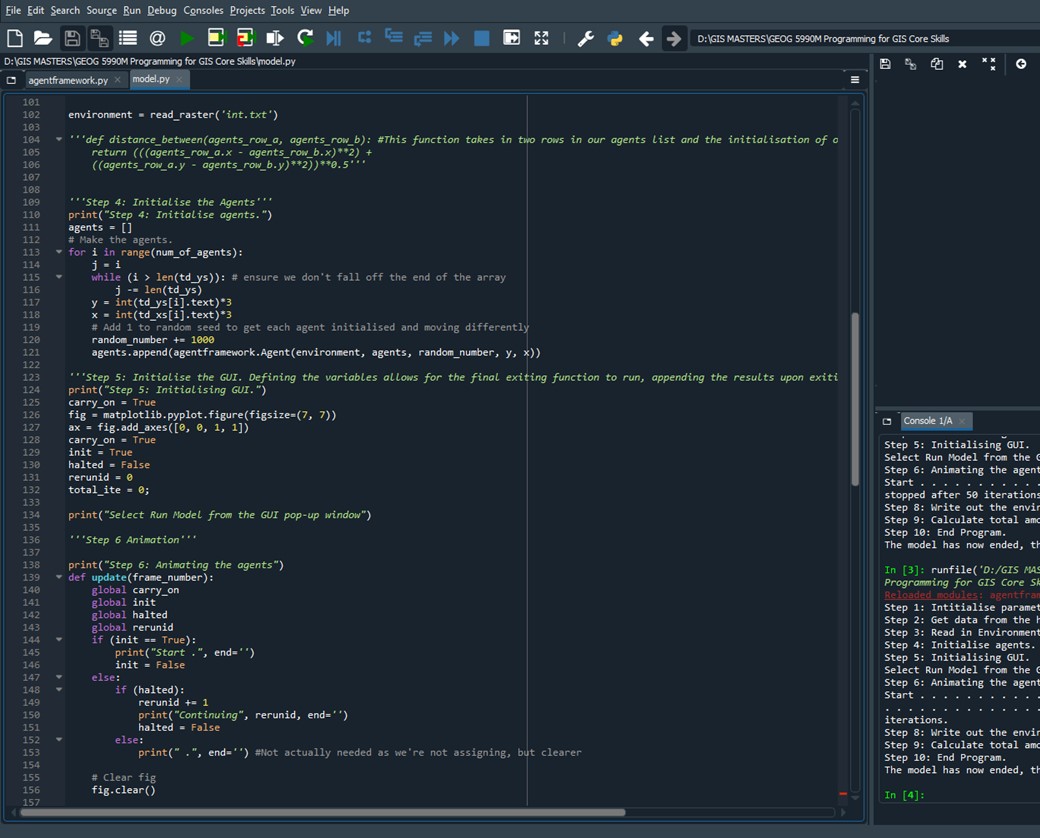 File Edit Search Source Run Debug Consoles Projects Tools View Help
D:\GIS MASTERS\GEOG 5990M Programming for GIS Core Skills
D:\GIS MASTERS\GEOG 5990M Programming for GIS Core Skills\model.py
agentframework.py model.py
101
102 environment = read_raster('int.txt')
103
104 '''def distance_between(agents_row_a, agents_row_b): #This function takes in two rows in our agents list and the initialisation of o
105 return (((agents_row_a.x - agents_row_b.x)**2) +
106 ((agents_row_a.y - agents_row_b.y)**2))**0.5'''
107
108
109 '''Step 4: Initialise the Agents'''
110 print("Step 4: Initialise agents.")
111 agents = []
112 # Make the agents.
113 for i in range(num_of_agents):
114 j = i
115 while (i > len(td_ys)): # ensure we don't fall off the end of the array
116 j -= len(td_ys)
117 y = int(td_ys[i].text)*3
118 x = int(td_xs[i].text)*3
119 # Add 1 to random seed to get each agent initialised and moving differently
120 random_number += 1000
121 agents.append(agentframework.Agent(environment, agents, random_number, y, x))
122
123 '''Step 5: Initialise the GUI. Defining the variables allows for the final exiting function to run, appending the results upon exiti
124 print("Step 5: Initialising GUI.")
125 carry_on = True
126 fig = matplotlib.pyplot.figure(figsize=(7, 7))
127 ax = fig.add_axes([0, 0, 1, 1])
128 carry_on = True
129 init = True
130 halted = False
131 rerunid = 0
132 total_ite = 0;
133
134 print("Select Run Model from the GUI pop-up window")
135
136 '''Step 6 Animation'''
137
138 print("Step 6: Animating the agents")
139 def update(frame_number):
140 global carry_on
141 global init
142 global halted
143 global rerunid
144 if (init == True):
145 print("Start .", end='')
146 init = False
147 else:
148 if (halted):
149 rerunid += 1
150 print("Continuing", rerunid, end='')
151 halted = False
152 else:
153 print(" .", end='') #Not actually needed as we're not assigning, but clearer
154
155 # Clear fig
156 fig.clear()
157
Console 1/A
Step 5: Initialising GUI.
Select Run Model from the G
Step 6: Animating the agent
Start . . . . . . . . . . .
stopped after 50 iterations
Step 8: Write out the envir
Step 9: Calculate total amo
Step 10: End Program.
The model has now ended, th
In [3]: runfile('D:/GIS MAS
Programming for GIS Core Sk
Reloaded modules: agentfram
Step 1: Intitialise paramet
Step 2: Get data from the h
Step 3: Read in Environment
Step 4: Initialise agents.
Step 5: Initialising GUI.
Select Run Model from the G
Step 6: Animating the agent
Start . . . . . . . . . . .
. . . . . . . . . . . . . .
iterations.
Step 8: Write out the envir
Step 9: Calculate total amo
Step 10: End Program.
The model has now ended, th
In [4]: